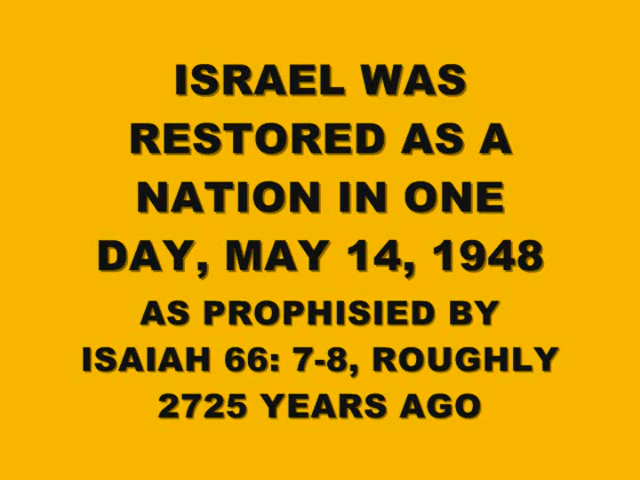 ISRAEL WAS
RESTORED AS A
NATION IN ONE
DAY, MAY 14, 1948
AS PROPHISIED BY
ISAIAH 66: 7-8, ROUGHLY
2725 YEARS AGO